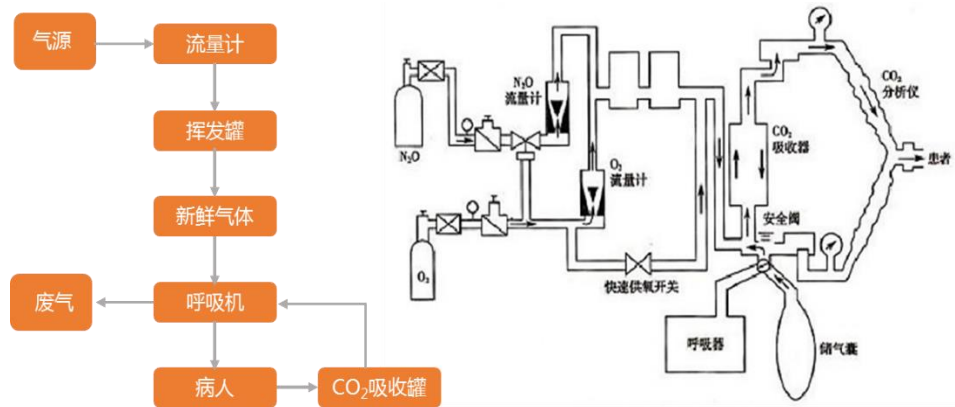 气源
流量计
挥发罐
新鲜气体
废气
呼吸机
病人
CO₂吸收罐
N₂O
N₂O
流量计
O₂
O₂
流量计
快速供氧开关
CO₂
吸收器
安全阀
CO₂
分析仪
患者
呼吸器
储气囊